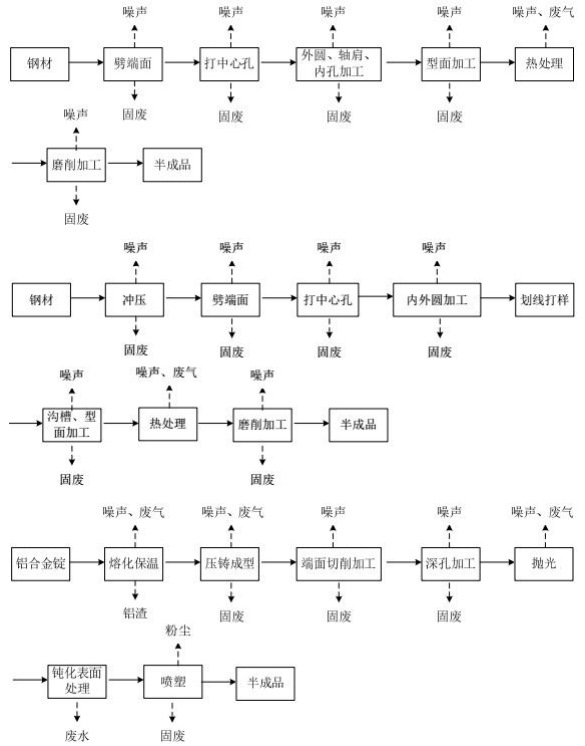 噪声 噪声 噪声 噪声 噪声、废气
钢材 劈端面 打中心孔 外圆、轴肩、 型面加工 热处理
内孔加工
固废 固废 固废 固废
噪声
磨削加工 半成品
固废
噪声 噪声 噪声 噪声
钢材 冲压 劈端面 打中心孔 内外圆加工 划线打样
固废 固废 固废 固废
噪声 噪声、废气 噪声
沟槽、型 热处理 磨削加工 半成品
面加工
固废 固废
噪声、废气 噪声、废气 噪声 噪声 噪声、废气
铝合金锭 熔化保温 压铸成型 端面切削加工 深孔加工 抛光
铝渣 固废 固废 固废
粉尘
钝化表面 喷塑 半成品
处理
废水 固废